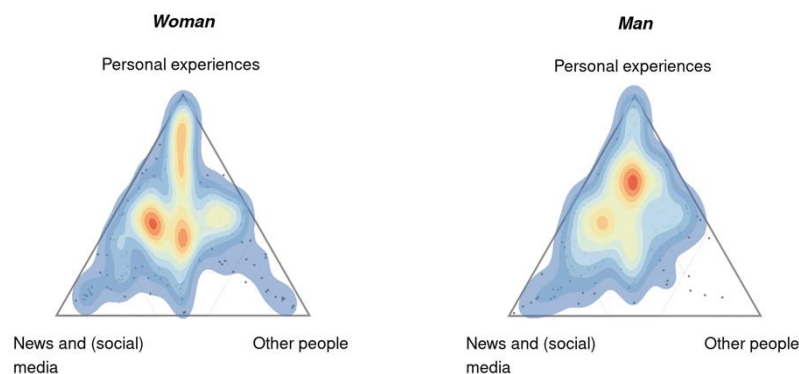 Woman
Man
Personal experiences
Personal experiences
News and (social)
media
Other people
News and (social)
media
Other people